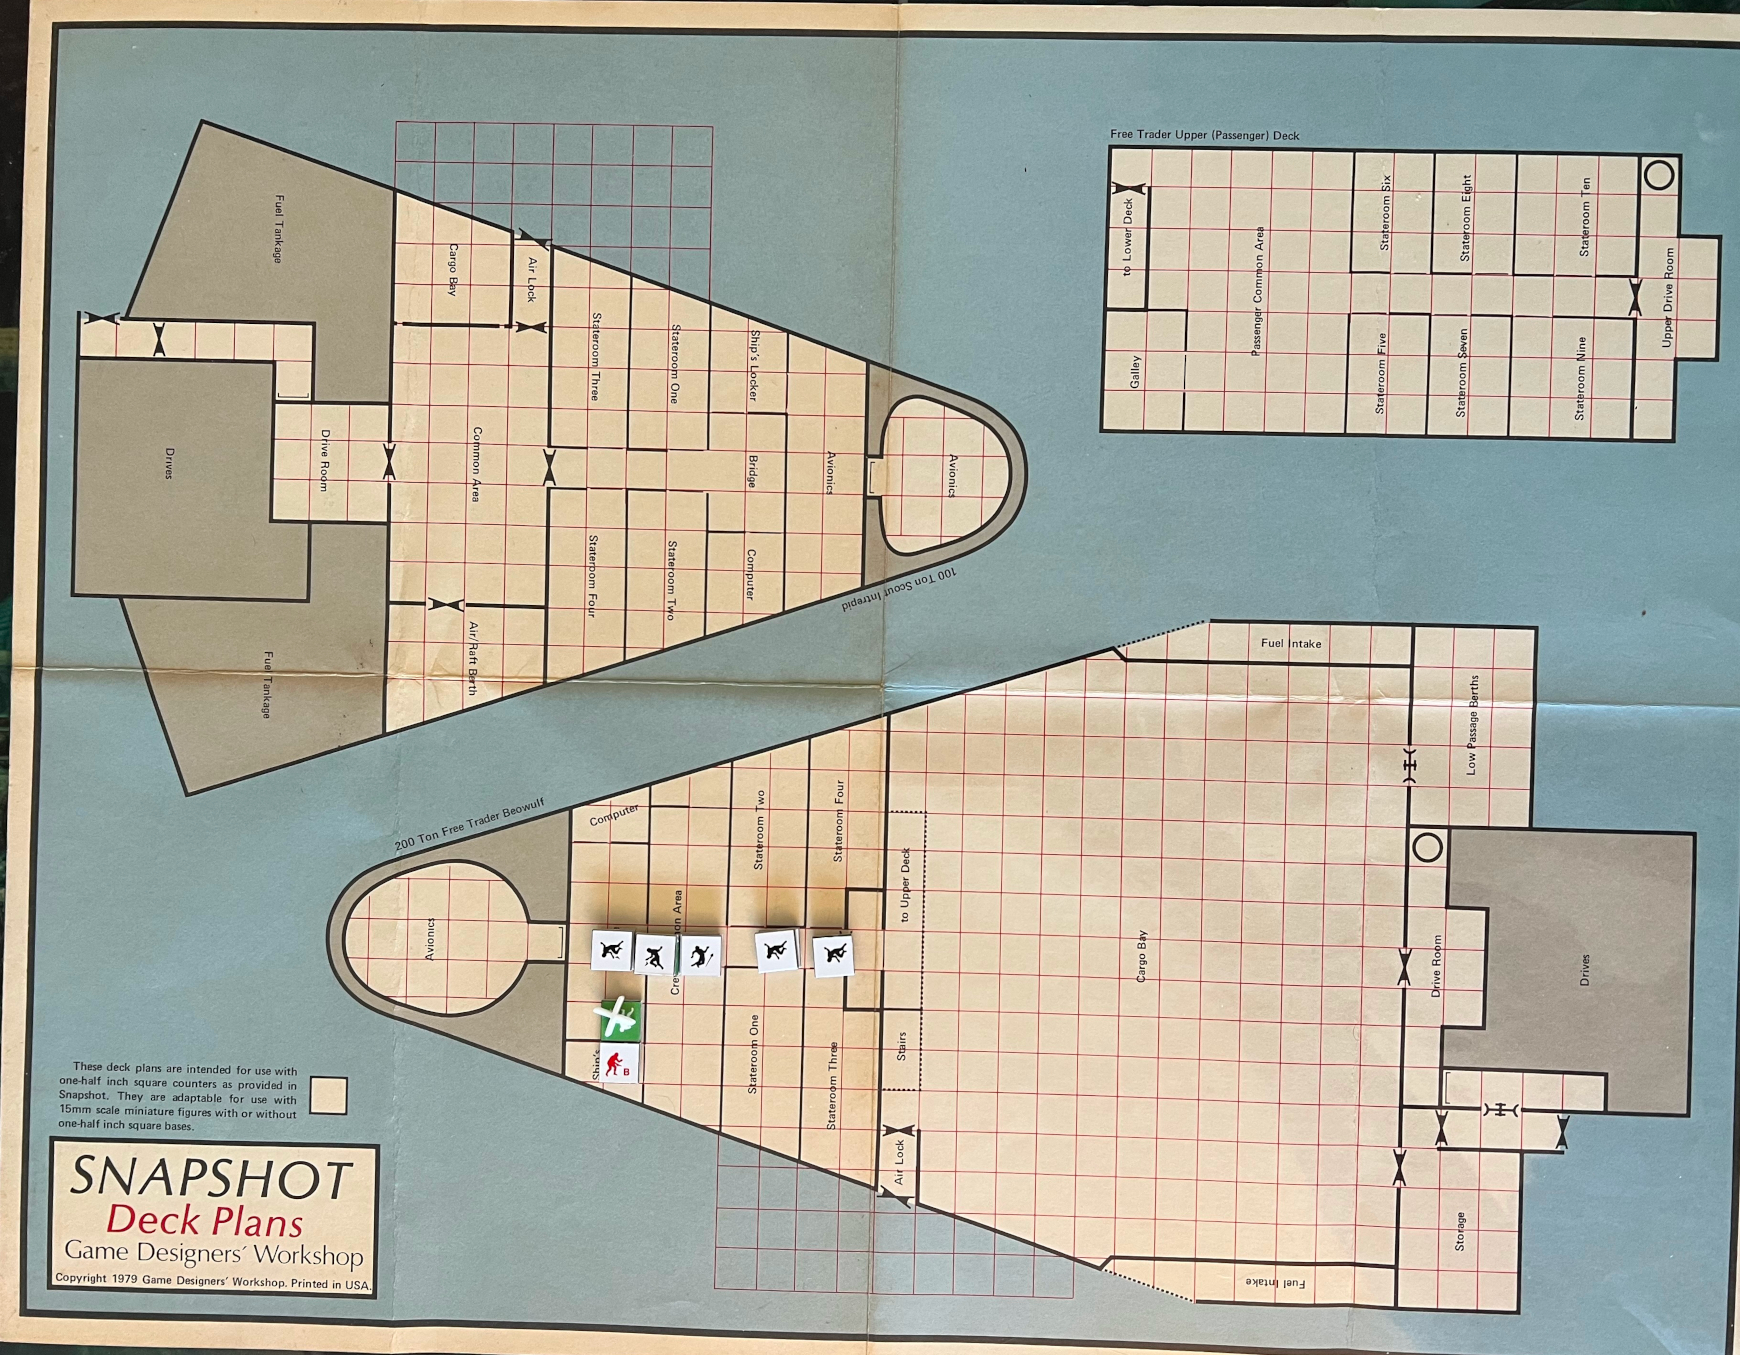 Free Trader Upper (Passenger) Deck
to Lower Deck
Galley
Passenger Common Area
Stateroom Six
Stateroom Eight
Stateroom Ten
Stateroom Five
Stateroom Seven
Stateroom Nine
Upper Drive Room
Fuel Tankage
Cargo Bay
Air Lock
Stateroom Three
Stateroom One
Ship's Locker
Drives
Drive Room
Common Area
Bridge
Avionics
Avionics
Stateroom Four
Stateroom Two
Computer
Air/Raft Berth
Fuel Tankage
100 Ton Scout Intrepid
200 Ton Free Trader Beowulf
Computer
Stateroom Two
Stateroom Four
to Upper Deck
Avionics
Area
Stateroom One
Stateroom Three
Stairs
Air Lock
Ship's
B
Fuel Intake
Low Passage Berths
Cargo Bay
Drive Room
Drives
Storage
Fuel Intake
These deck plans are intended for use with
one-half inch square counters as provided in
Snapshot. They are adaptable for use with
15mm scale miniature figures with or without
one-half inch square bases.
SNAPSHOT
Deck Plans
Game Designers' Workshop
Copyright 1979 Game Designers' Workshop. Printed in USA.